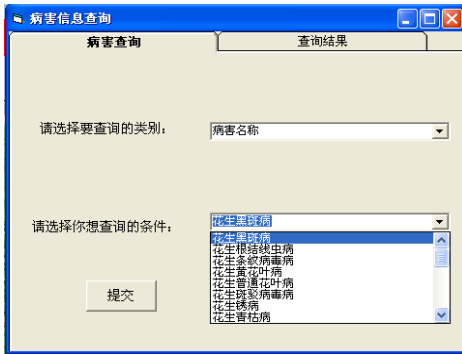 病害信息查询
病害查询
查询结果
请选择要查询的类别:
病害名称
请选择你想查询的条件:
花生黑斑病
花生黑斑病
花生根结线虫病
花生条纹病毒病
花生黄花叶病
花生普通花叶病
花生斑驳病毒病
花生锈病
花生青枯病
提交